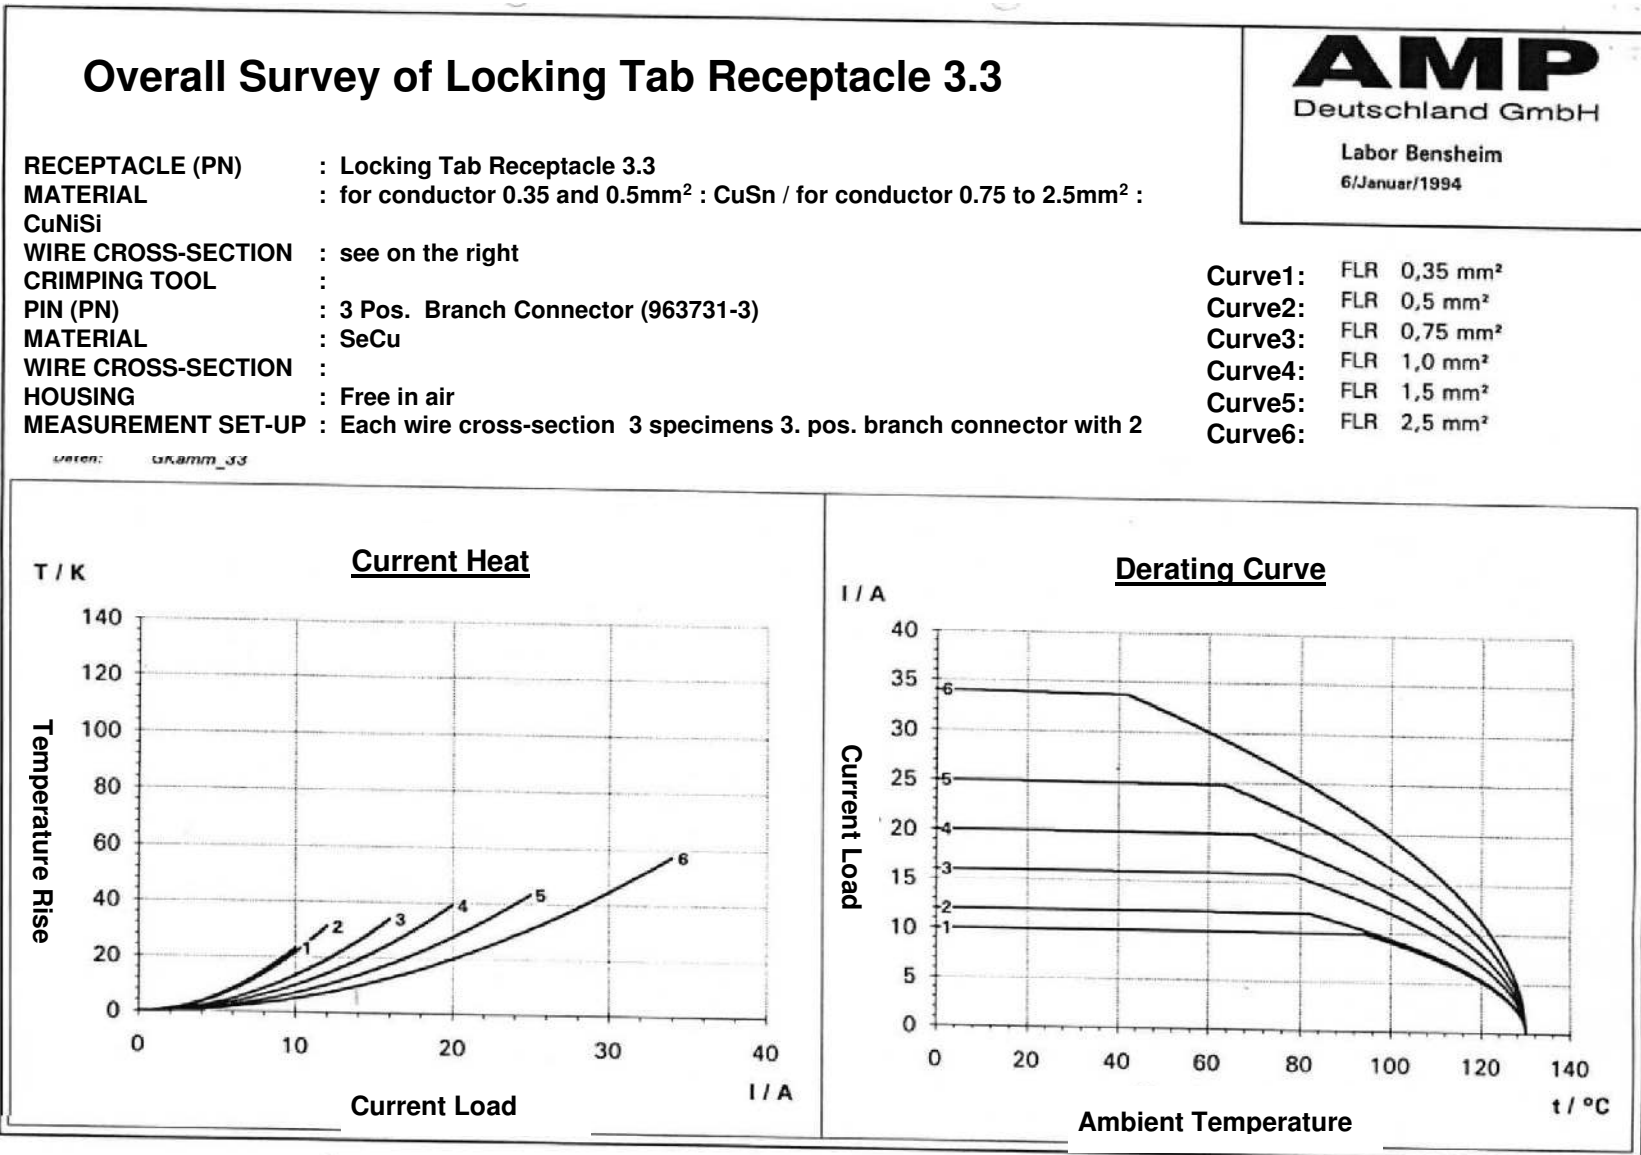 Overall Survey of Locking Tab Receptacle 3.3
AMP
Deutschland GmbH
Labor Bensheim
6/Januar/1994
RECEPTACLE (PN) : Locking Tab Receptacle 3.3
MATERIAL : for conductor 0.35 and 0.5mm² : CuSn / for conductor 0.75 to 2.5mm² :
CuNiSi
WIRE CROSS-SECTION : see on the right
CRIMPING TOOL :
PIN (PN) : 3 Pos. Branch Connector (963731-3)
MATERIAL : SeCu
WIRE CROSS-SECTION :
HOUSING : Free in air
MEASUREMENT SET-UP : Each wire cross-section 3 specimens 3. pos. branch connector with 2
Curve1: FLR 0,35 mm²
Curve2: FLR 0,5 mm²
Curve3: FLR 0,75 mm²
Curve4: FLR 1,0 mm²
Curve5: FLR 1,5 mm²
Curve6: FLR 2,5 mm²
Daten: GKamm_33
Current Heat
T / K
140
120
100
80
60
40
20
0
Temperature Rise
1
2
3
4
5
6
0 10 20 30 40
I / A
Current Load
Derating Curve
I / A
40
35
30
25
20
15
10
5
0
Current Load
6
5
4
3
2
1
0 20 40 60 80 100 120 140
t / °C
Ambient Temperature